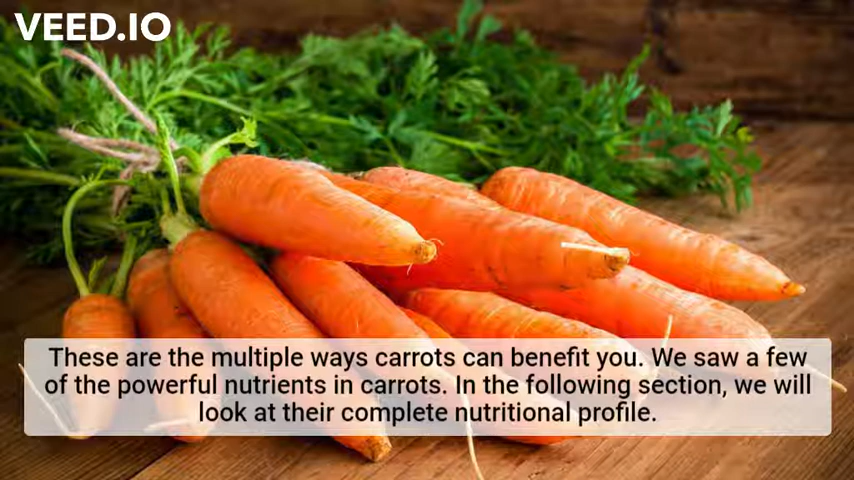 VEED.IO
These are the multiple ways carrots can benefit you. We saw a few
of the powerful nutrients in carrots. In the following section, we will
look at their complete nutritional profile.